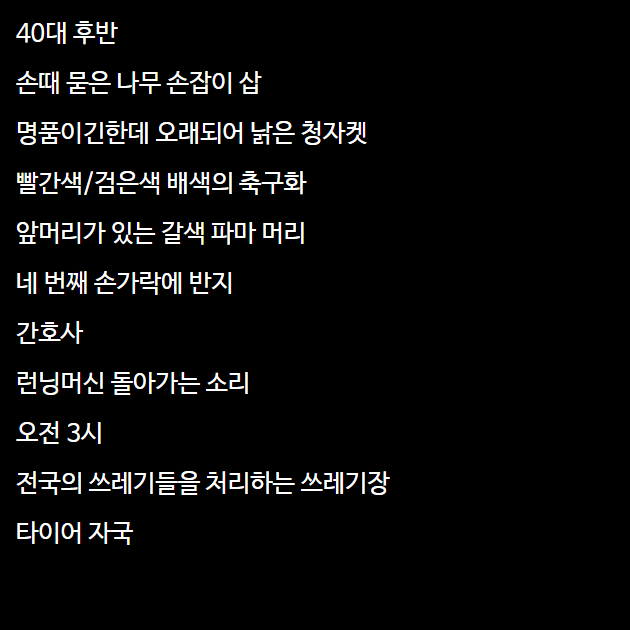 40대 후반
손때 묻은 나무 손잡이 삽
명품이긴한데 오래되어 낡은 청자켓
빨간색/검은색 배색의 축구화
앞머리가 있는 갈색 파마 머리
네 번째 손가락에 반지
간호사
런닝머신 돌아가는 소리
오전 3시
전국의 쓰레기들을 처리하는 쓰레기장
타이어 자국